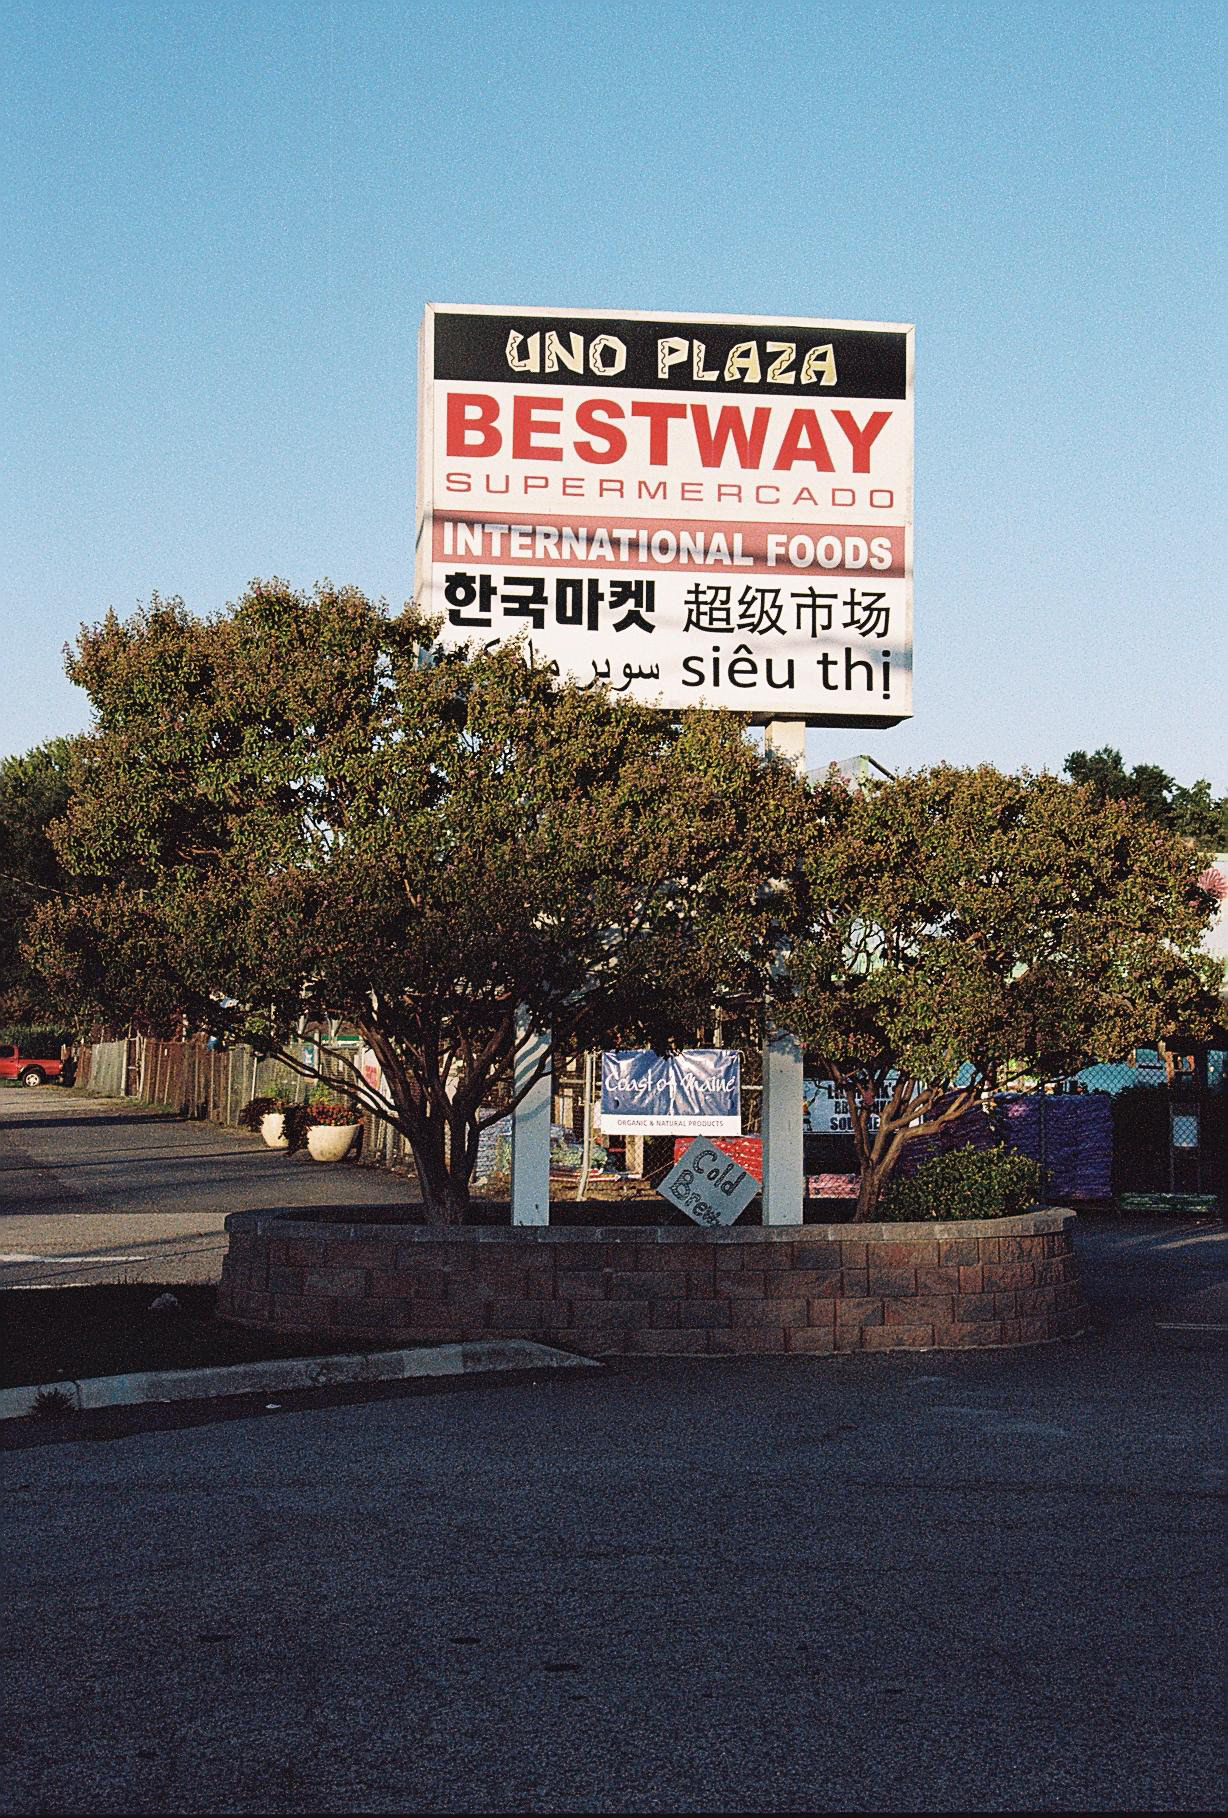 UNO PLAZA
BESTWAY
SUPERMERCADO
INTERNATIONAL FOODS
한국마켓 超级市场
سوبر siêu thị
Coast of Maine
ORGANIC & NATURAL PRODUCTS
Cold
Brew